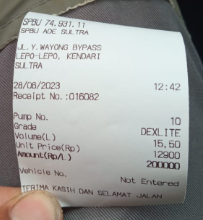 SPBU 74.931.11
SPBU ADE SULTRA
JL.Y.WAYONG BYPASS
LEPO-LEPO, KENDARI
SULTRA
28/06/2023 12:42
Receipt No.:016082
Pump No. 10
Grade DEXLITE
Volume(L) 15,50
Unit Price(Rp) 12900
Amount(Rp/L.) 200000
Vehicle No. Not Entered
TERIMA KASIH DAN SELAMAT JALAN